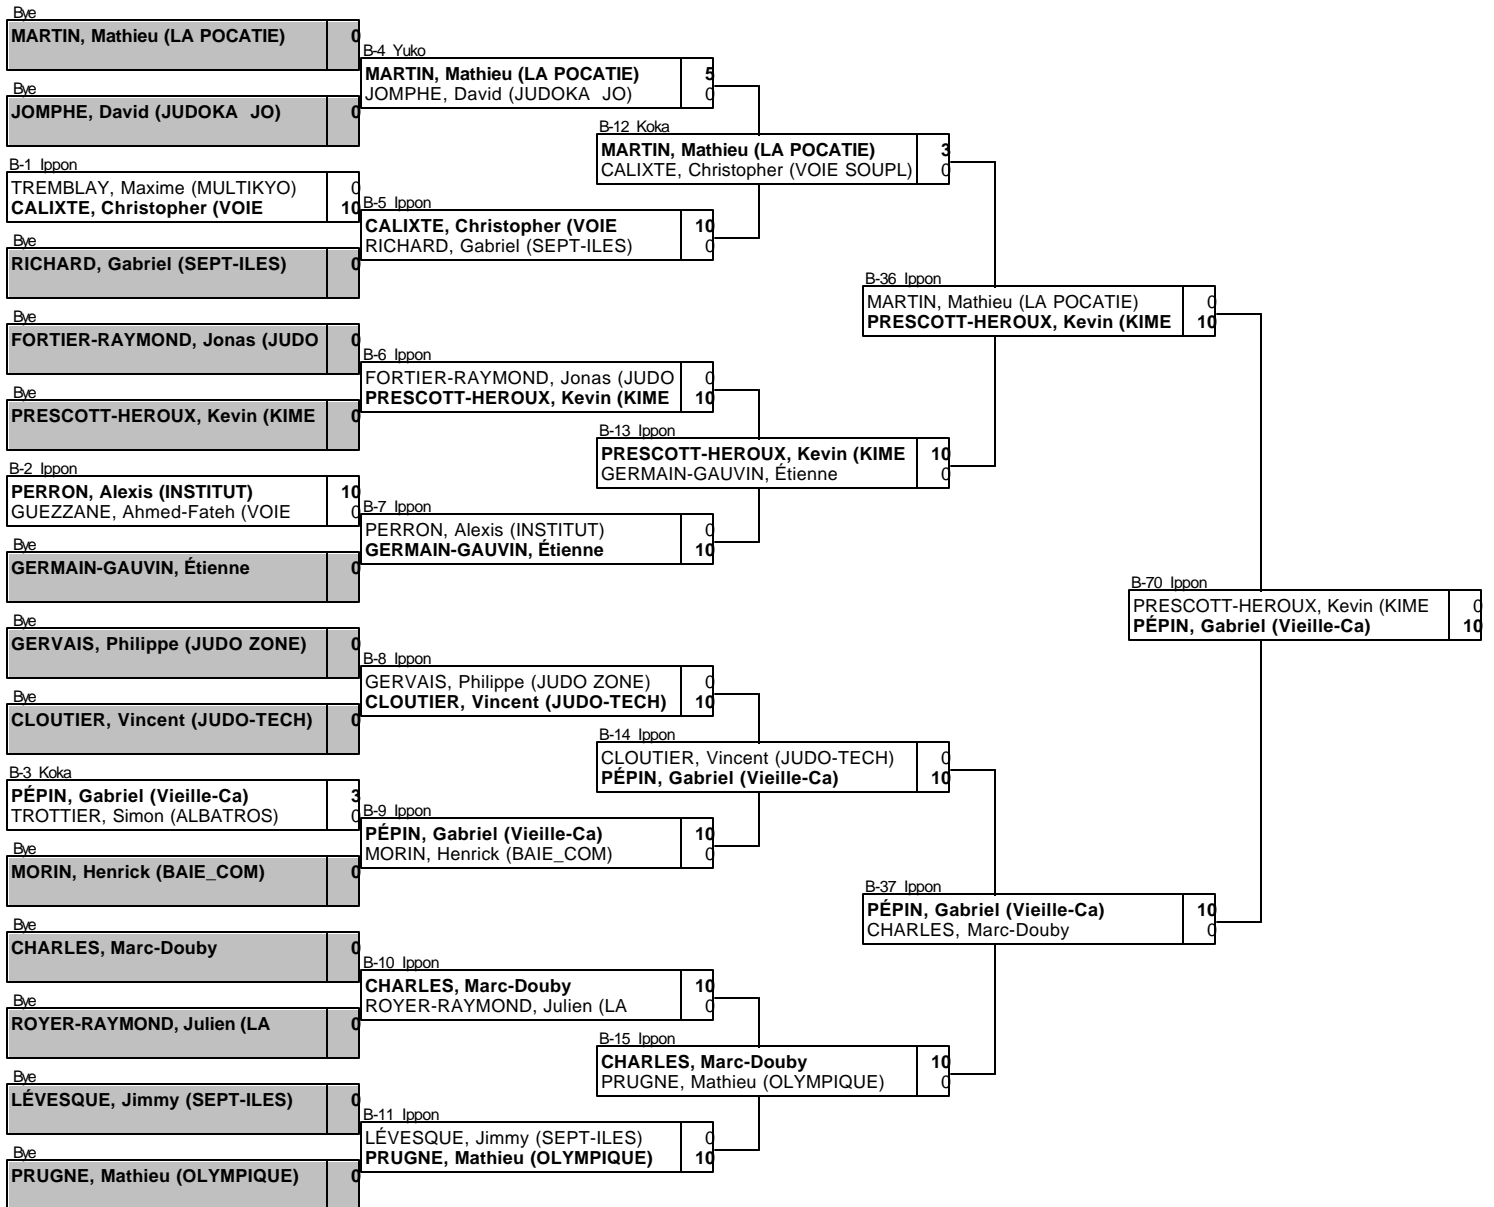 Bye
MARTIN, Mathieu (LA POCATIE) 0
Bye
JOMPHE, David (JUDOKA JO) 0
B-1 Ippon
TREMBLAY, Maxime (MULTIKYO) 0
CALIXTE, Christopher (VOIE 10
Bye
RICHARD, Gabriel (SEPT-ILES) 0
Bye
FORTIER-RAYMOND, Jonas (JUDO 0
Bye
PRESCOTT-HEROUX, Kevin (KIME 0
B-2 Ippon
PERRON, Alexis (INSTITUT) 10
GUEZZANE, Ahmed-Fateh (VOIE 0
Bye
GERMAIN-GAUVIN, Étienne 0
Bye
GERVAIS, Philippe (JUDO ZONE) 0
Bye
CLOUTIER, Vincent (JUDO-TECH) 0
B-3 Koka
PÉPIN, Gabriel (Vieille-Ca) 3
TROTTIER, Simon (ALBATROS) 0
Bye
MORIN, Henrick (BAIE_COM) 0
Bye
CHARLES, Marc-Douby 0
Bye
ROYER-RAYMOND, Julien (LA 0
Bye
LÉVESQUE, Jimmy (SEPT-ILES) 0
Bye
PRUGNE, Mathieu (OLYMPIQUE) 0
B-4 Yuko
MARTIN, Mathieu (LA POCATIE) 5
JOMPHE, David (JUDOKA JO) 0
B-5 Ippon
CALIXTE, Christopher (VOIE 10
RICHARD, Gabriel (SEPT-ILES) 0
B-6 Ippon
FORTIER-RAYMOND, Jonas (JUDO 0
PRESCOTT-HEROUX, Kevin (KIME 10
B-7 Ippon
PERRON, Alexis (INSTITUT) 0
GERMAIN-GAUVIN, Étienne 10
B-8 Ippon
GERVAIS, Philippe (JUDO ZONE) 0
CLOUTIER, Vincent (JUDO-TECH) 10
B-9 Ippon
PÉPIN, Gabriel (Vieille-Ca) 10
MORIN, Henrick (BAIE_COM) 0
B-10 Ippon
CHARLES, Marc-Douby 10
ROYER-RAYMOND, Julien (LA 0
B-11 Ippon
LÉVESQUE, Jimmy (SEPT-ILES) 0
PRUGNE, Mathieu (OLYMPIQUE) 10
B-12 Koka
MARTIN, Mathieu (LA POCATIE) 3
CALIXTE, Christopher (VOIE SOUPL) 0
B-13 Ippon
PRESCOTT-HEROUX, Kevin (KIME 10
GERMAIN-GAUVIN, Étienne 0
B-14 Ippon
CLOUTIER, Vincent (JUDO-TECH) 0
PÉPIN, Gabriel (Vieille-Ca) 10
B-15 Ippon
CHARLES, Marc-Douby 10
PRUGNE, Mathieu (OLYMPIQUE) 0
B-36 Ippon
MARTIN, Mathieu (LA POCATIE) 0
PRESCOTT-HEROUX, Kevin (KIME 10
B-37 Ippon
PÉPIN, Gabriel (Vieille-Ca) 10
CHARLES, Marc-Douby 0
B-70 Ippon
PRESCOTT-HEROUX, Kevin (KIME 0
PÉPIN, Gabriel (Vieille-Ca) 10